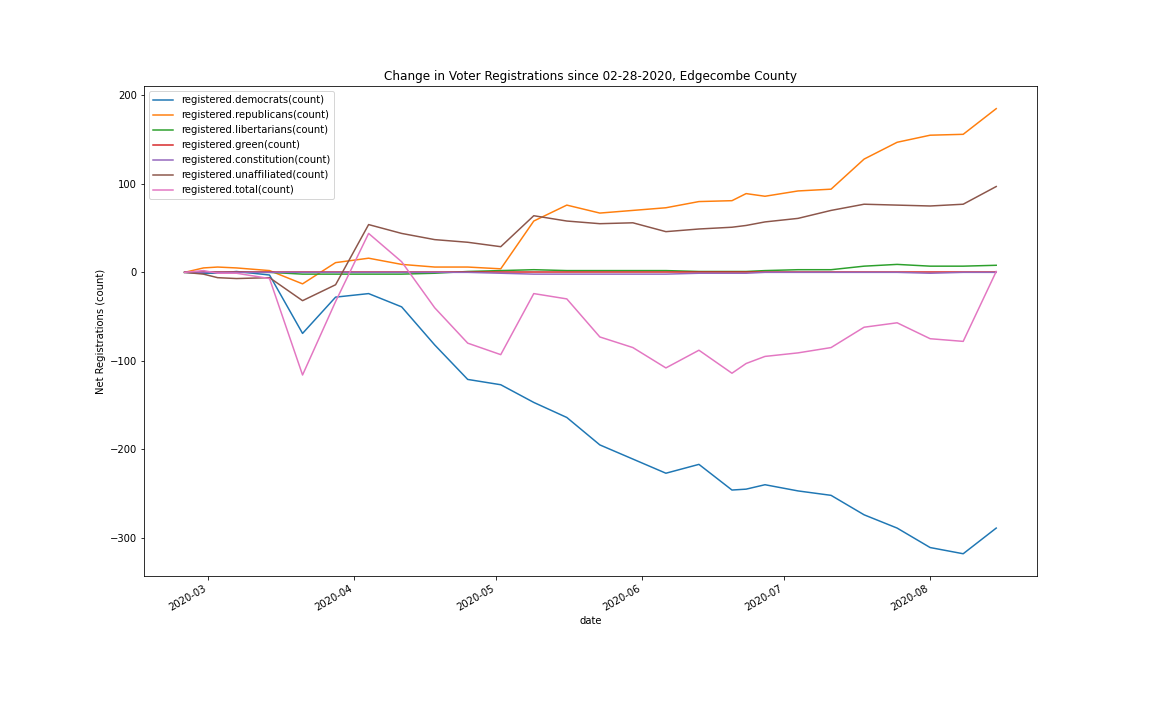 Change in Voter Registrations since 02-28-2020, Edgecombe County
registered.democrats(count)
registered.republicans(count)
registered.libertarians(count)
registered.green(count)
registered.constitution(count)
registered.unaffiliated(count)
registered.total(count)
Net Registrations (count)
200
100
0
−100
−200
−300
2020-03
2020-04
2020-05
2020-06
2020-07
2020-08
date